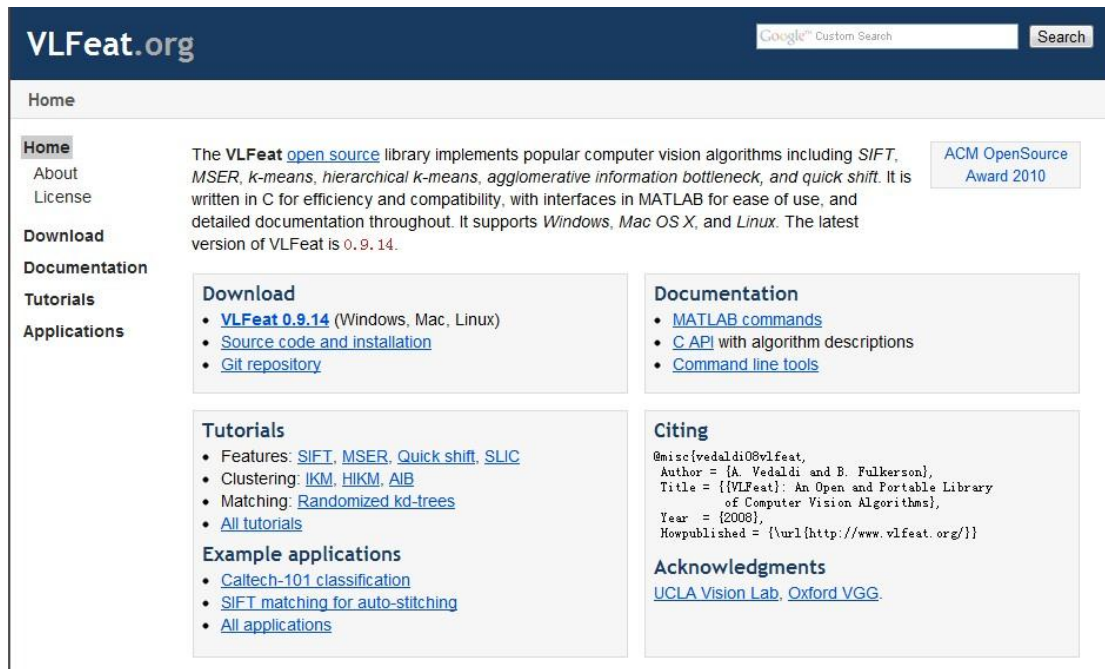 VLFeat.org
Google™ Custom Search
Search
Home
Home
About
License
Download
Documentation
Tutorials
Applications
The VLFeat open source library implements popular computer vision algorithms including SIFT,
MSER, k-means, hierarchical k-means, agglomerative information bottleneck, and quick shift. It is
written in C for efficiency and compatibility, with interfaces in MATLAB for ease of use, and
detailed documentation throughout. It supports Windows, Mac OS X, and Linux. The latest
version of VLFeat is 0.9.14.
ACM OpenSource
Award 2010
Download
• VLFeat 0.9.14 (Windows, Mac, Linux)
• Source code and installation
• Git repository
Documentation
• MATLAB commands
• C API with algorithm descriptions
• Command line tools
Tutorials
• Features: SIFT, MSER, Quick shift, SLIC
• Clustering: IKM, HIKM, AIB
• Matching: Randomized kd-trees
• All tutorials
Example applications
• Caltech-101 classification
• SIFT matching for auto-stitching
• All applications
Citing
@misc{vedaldi08vlfeat,
Author = {A. Vedaldi and B. Fulkerson},
Title = {{VLFeat}: An Open and Portable Library
of Computer Vision Algorithms},
Year = {2008},
Howpublished = {\url{http://www.vlfeat.org/}}
Acknowledgments
UCLA Vision Lab, Oxford VGG.